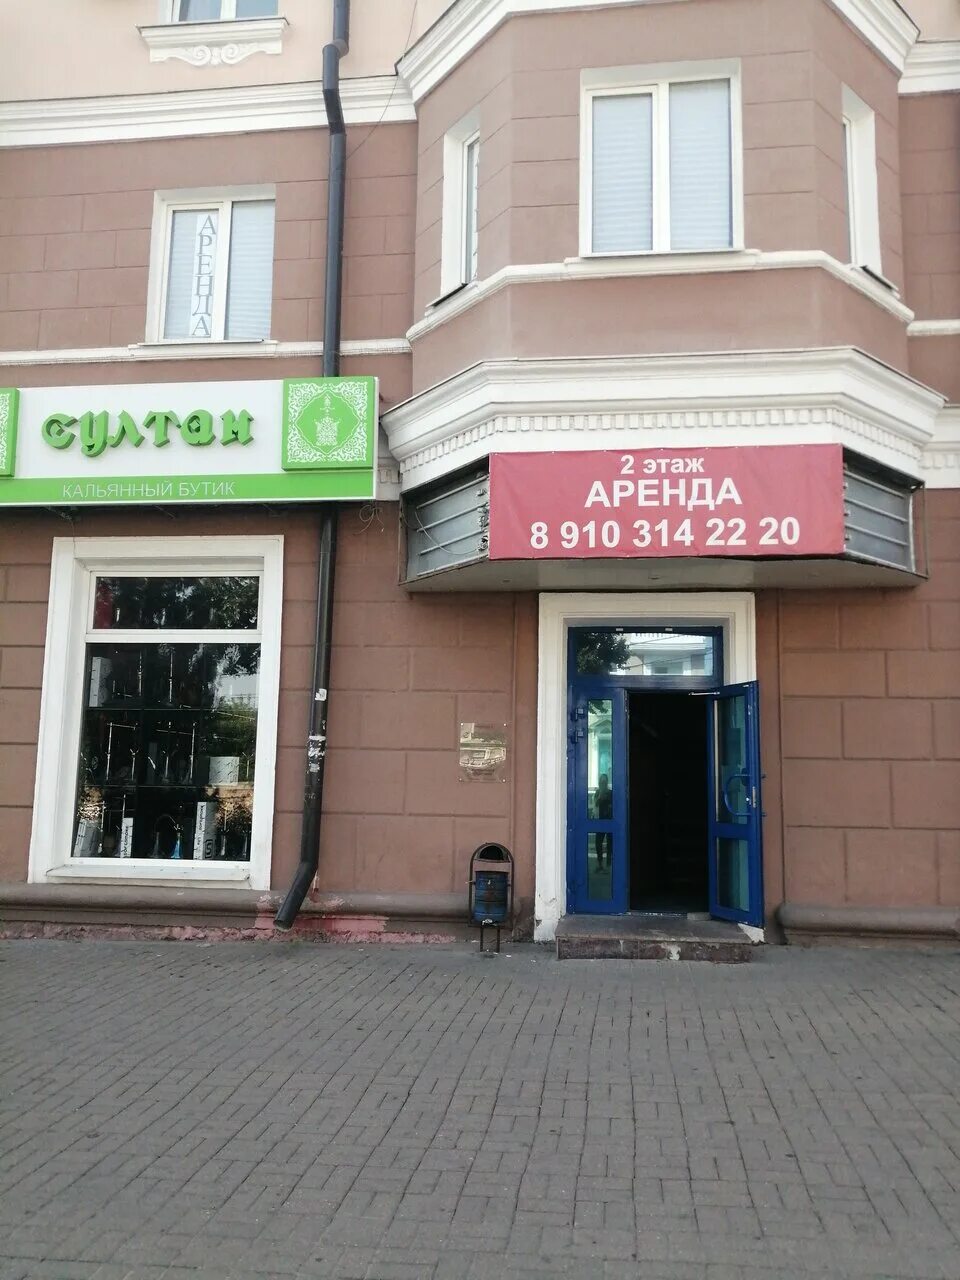 АРЕНДА
Султан
КАЛЬЯННЫЙ БУТИК
2 этаж
АРЕНДА
8 910 314 22 20